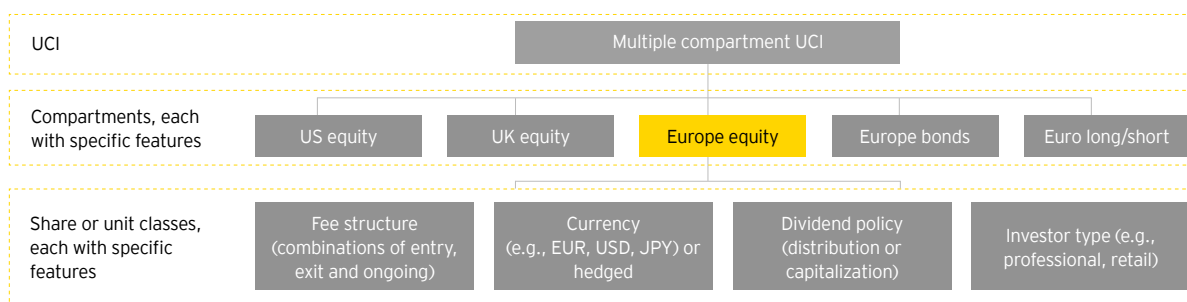 UCI
Multiple compartment UCI
Compartments, each
with specific features
US equity
UK equity
Europe equity
Europe bonds
Euro long/short
Share or unit classes,
each with specific
features
Fee structure
(combinations of entry,
exit and ongoing)
Currency
(e.g., EUR, USD, JPY) or
hedged
Dividend policy
(distribution or
capitalization)
Investor type (e.g.,
professional, retail)